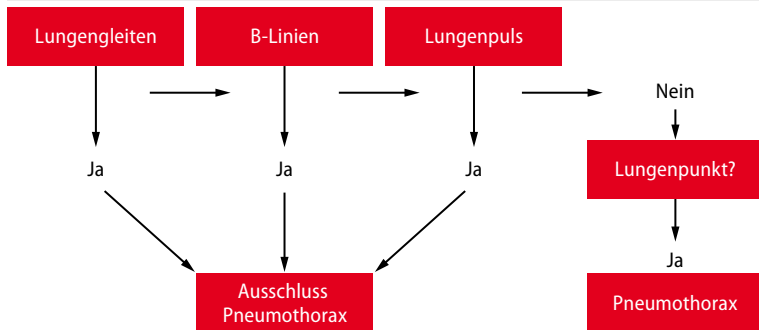 Lungengleiten
B-Linien
Lungenpuls
Nein
Ja
Ja
Ja
Lungenpunkt?
Ja
Ausschluss
Pneumothorax
Pneumothorax